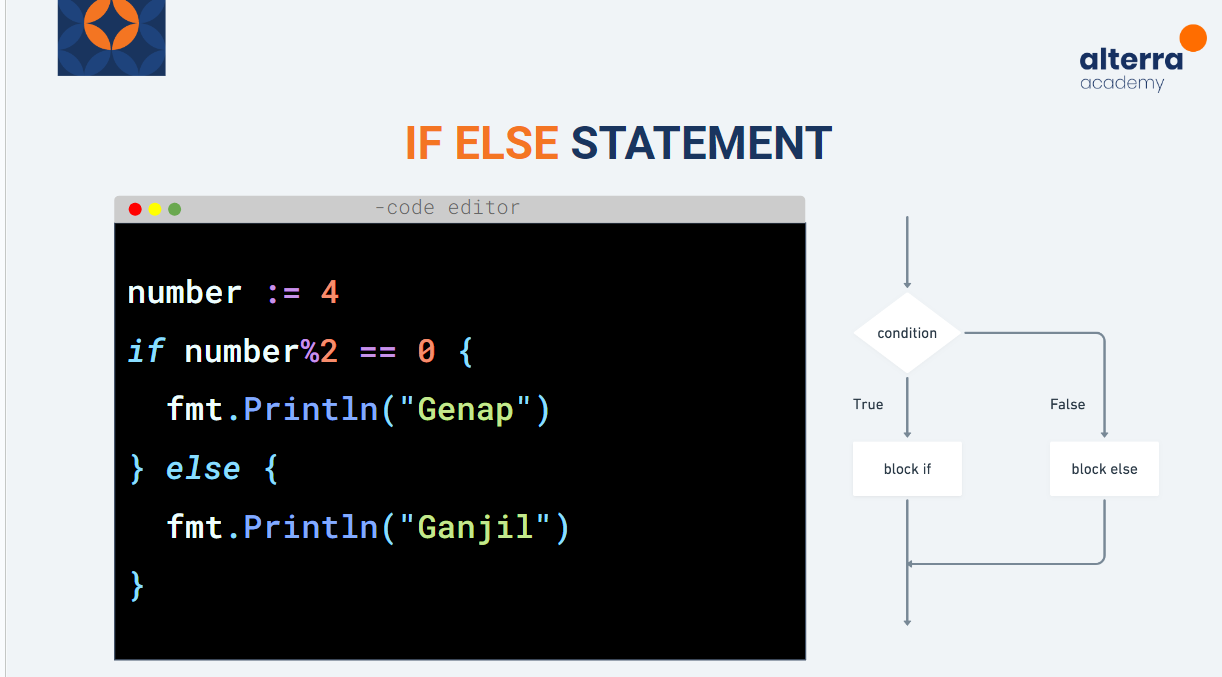 alterra
academy
IF ELSE STATEMENT
-code editor
number := 4
if number%2 == 0 {
  fmt.Println("Genap")
} else {
  fmt.Println("Ganjil")
}
condition
True
False
block if
block else